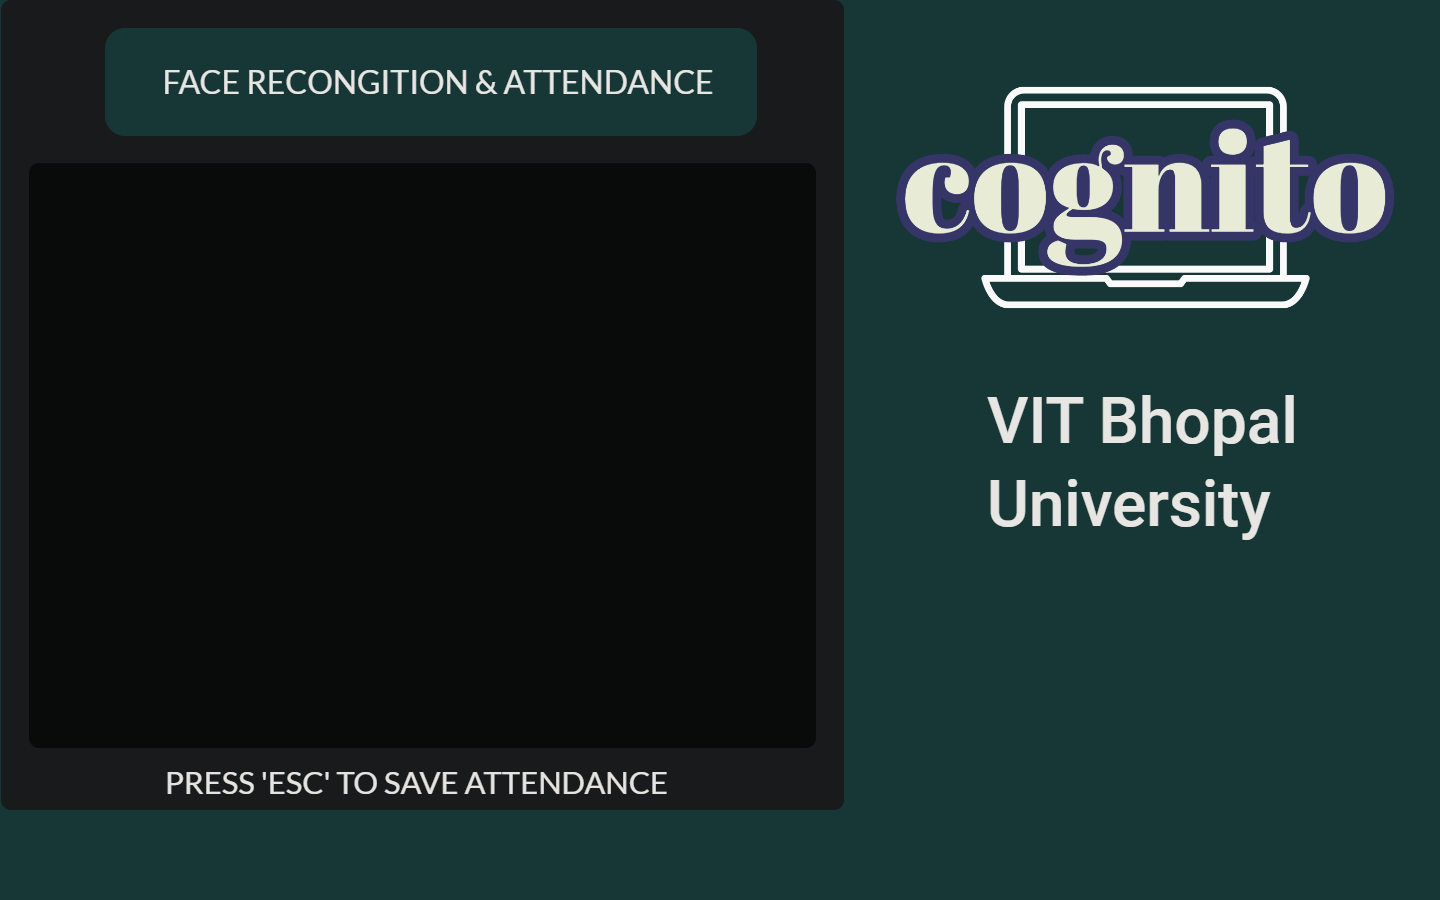 FACE RECONGITION & ATTENDANCE
PRESS 'ESC' TO SAVE ATTENDANCE
cognito
VIT Bhopal
University